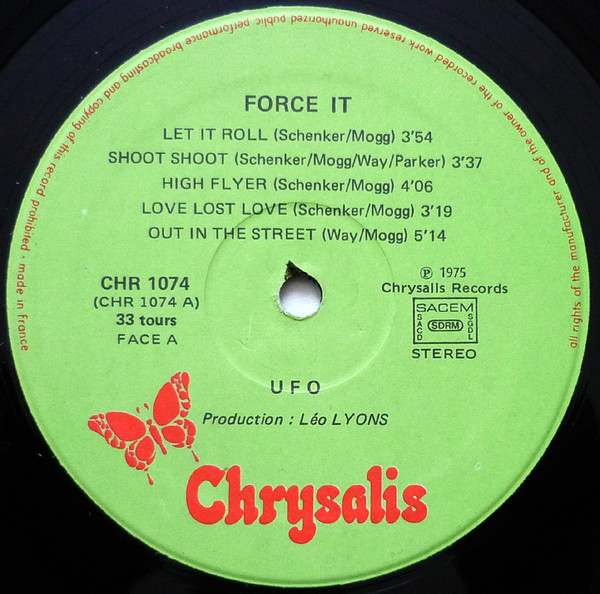 all rights of the manufacturer and of the owner of the recorded work reserved unauthorized public performance broadcasting and copying of this record prohibited - made in france
FORCE IT
LET IT ROLL (Schenker/Mogg) 3'54
SHOOT SHOOT (Schenker/Mogg/Way/Parker) 3'37
HIGH FLYER (Schenker/Mogg) 4'06
LOVE LOST LOVE (Schenker/Mogg) 3'19
OUT IN THE STREET (Way/Mogg) 5'14
CHR 1074
(CHR 1074 A)
33 tours
FACE A
℗ 1975
Chrysalis Records
SACEM
SACD
SDRM
SGDL
STEREO
UFO
Production : Léo LYONS
Chrysalis